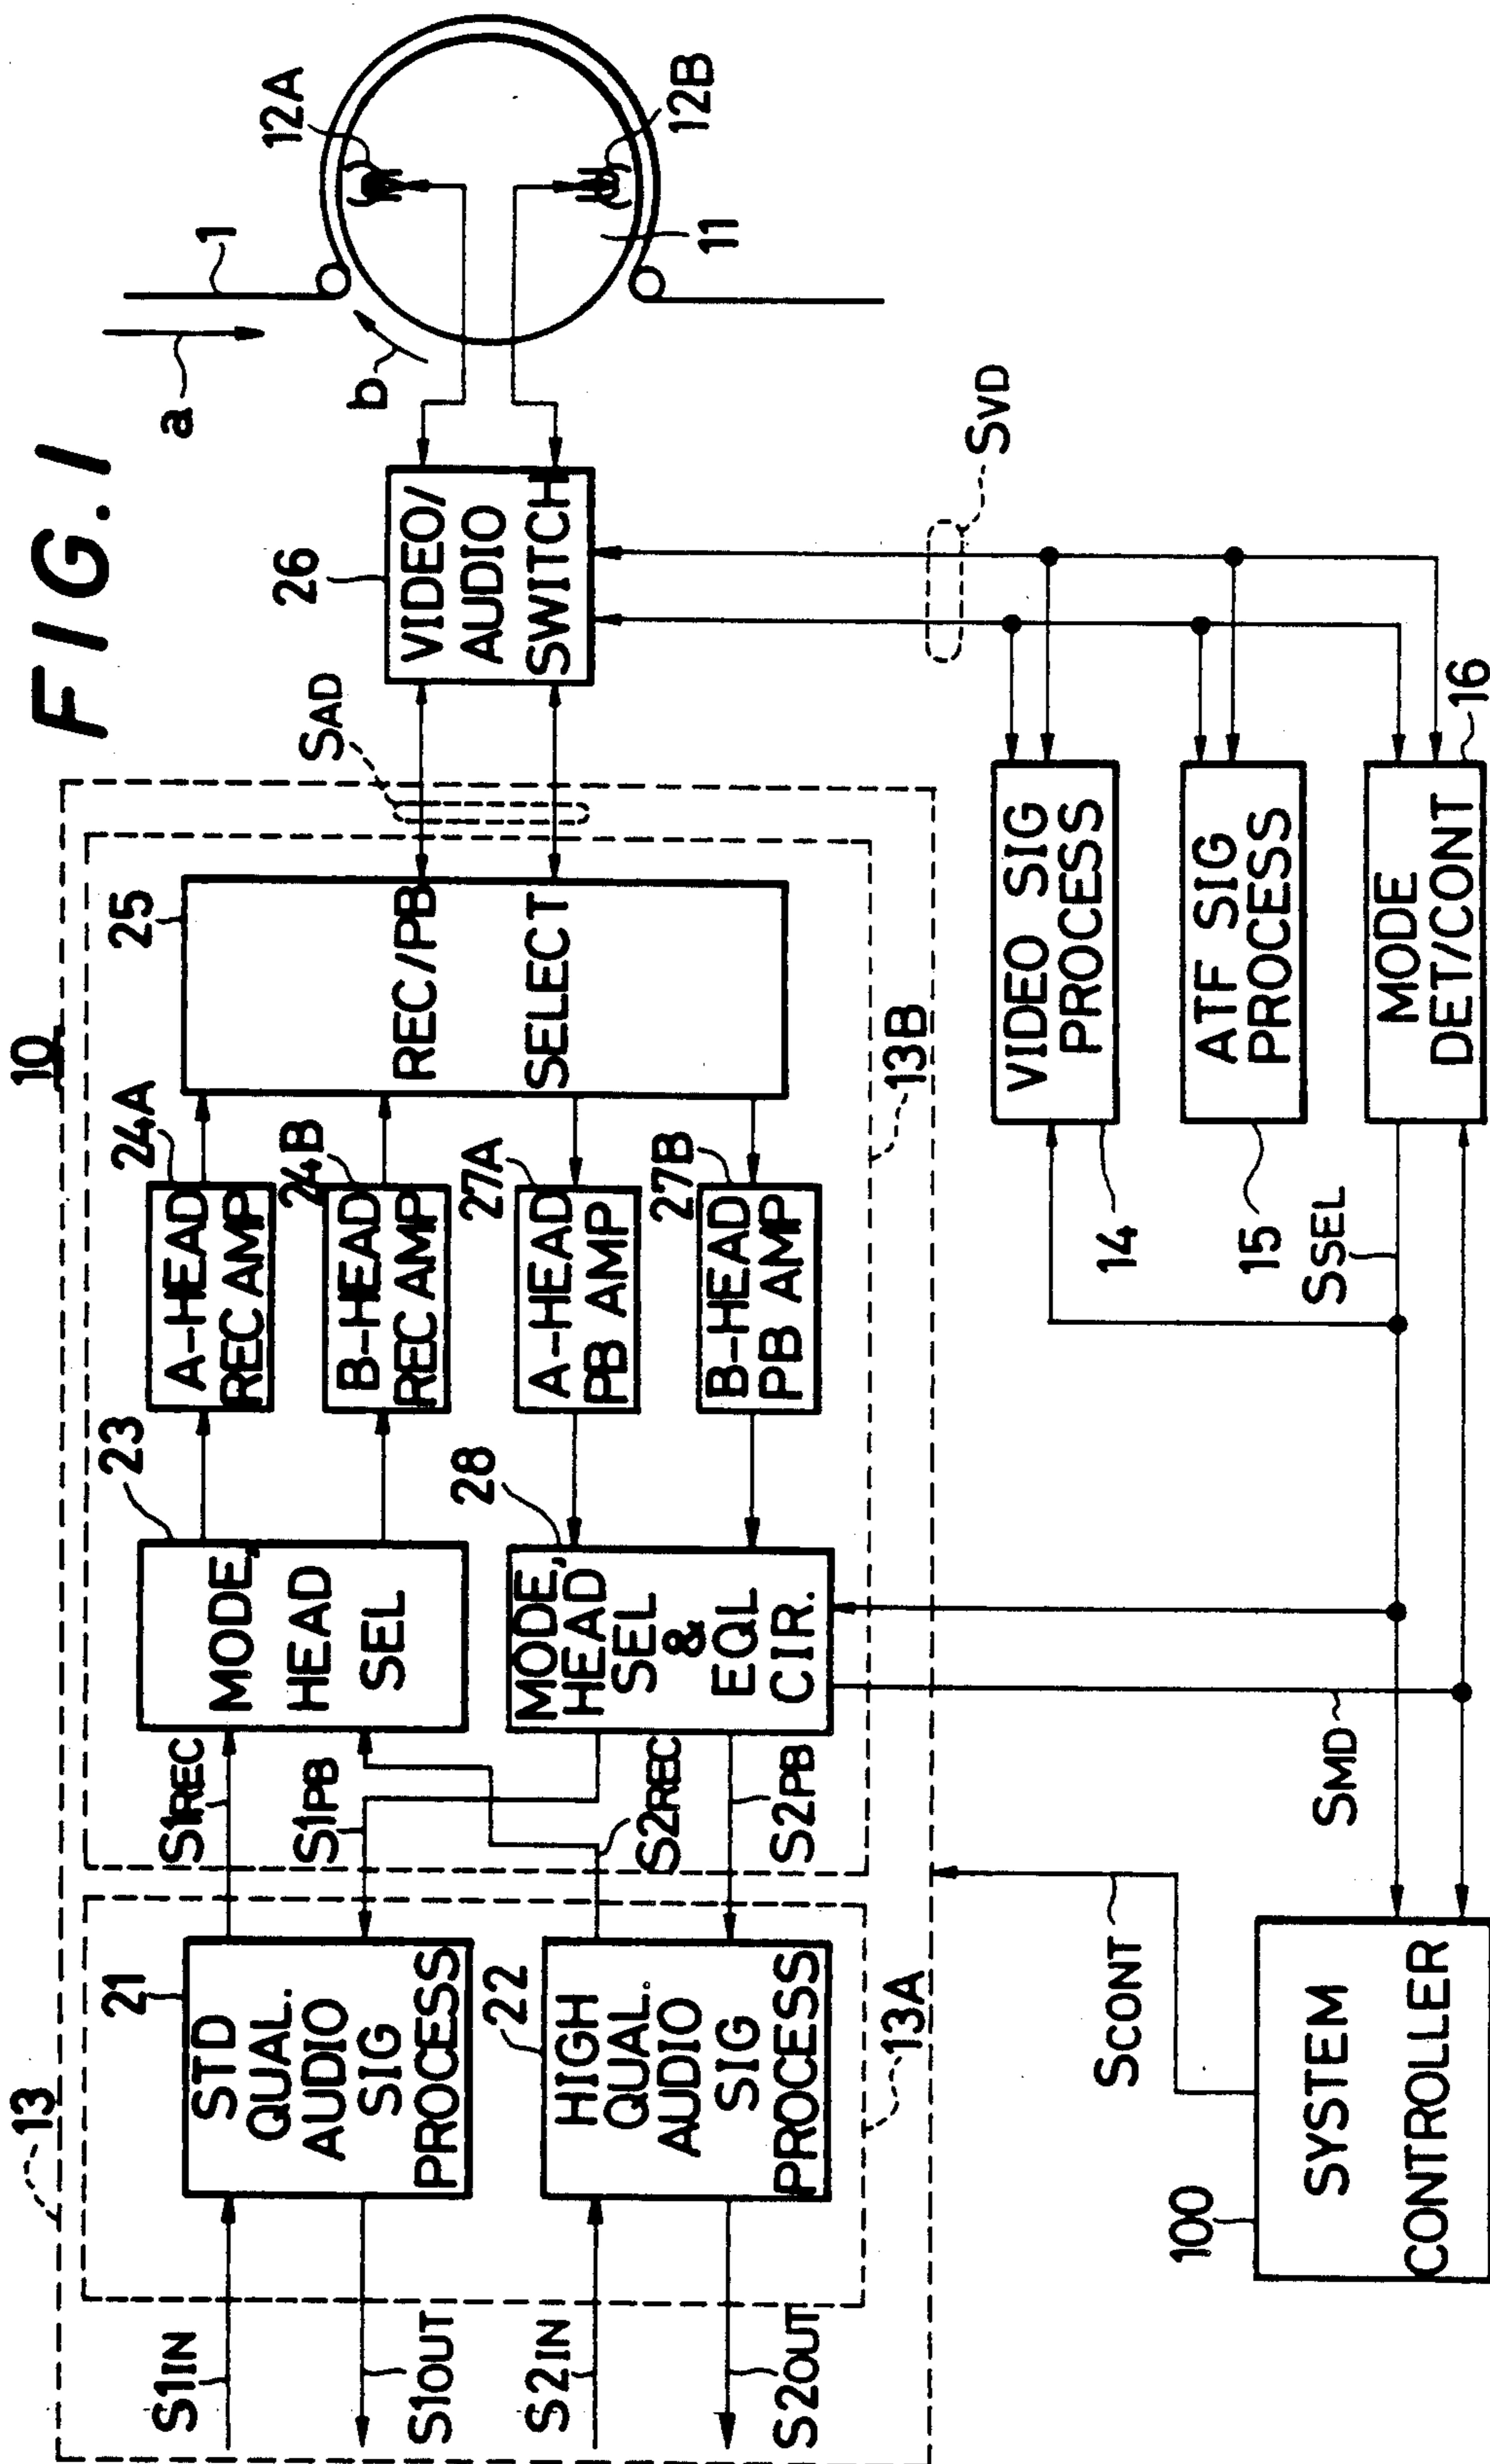 FIG. 1
10
13
S1IN
S1OUT
S2IN
S2OUT
21
STD
QUAL.
AUDIO
SIG
PROCESS
22
HIGH
QUAL.
AUDIO
SIG
PROCESS
13A
S1REC
S1PB
S2REC
S2PB
23
MODE,
HEAD
SEL
28
MODE,
HEAD
SEL
&
EQL
CIR.
24A
A-HEAD
REC AMP
24B
B-HEAD
REC AMP
27A
A-HEAD
PB AMP
27B
B-HEAD
PB AMP
25
REC/PB
SELECT
13B
SAD
26
VIDEO/
AUDIO
SWITCH
a
b
1
12A
12B
11
SVD
VIDEO SIG
PROCESS
14
ATF SIG
PROCESS
15
MODE
DET/CONT
16
SSEL
SMD
SCONT
100
SYSTEM
CONTROLLER